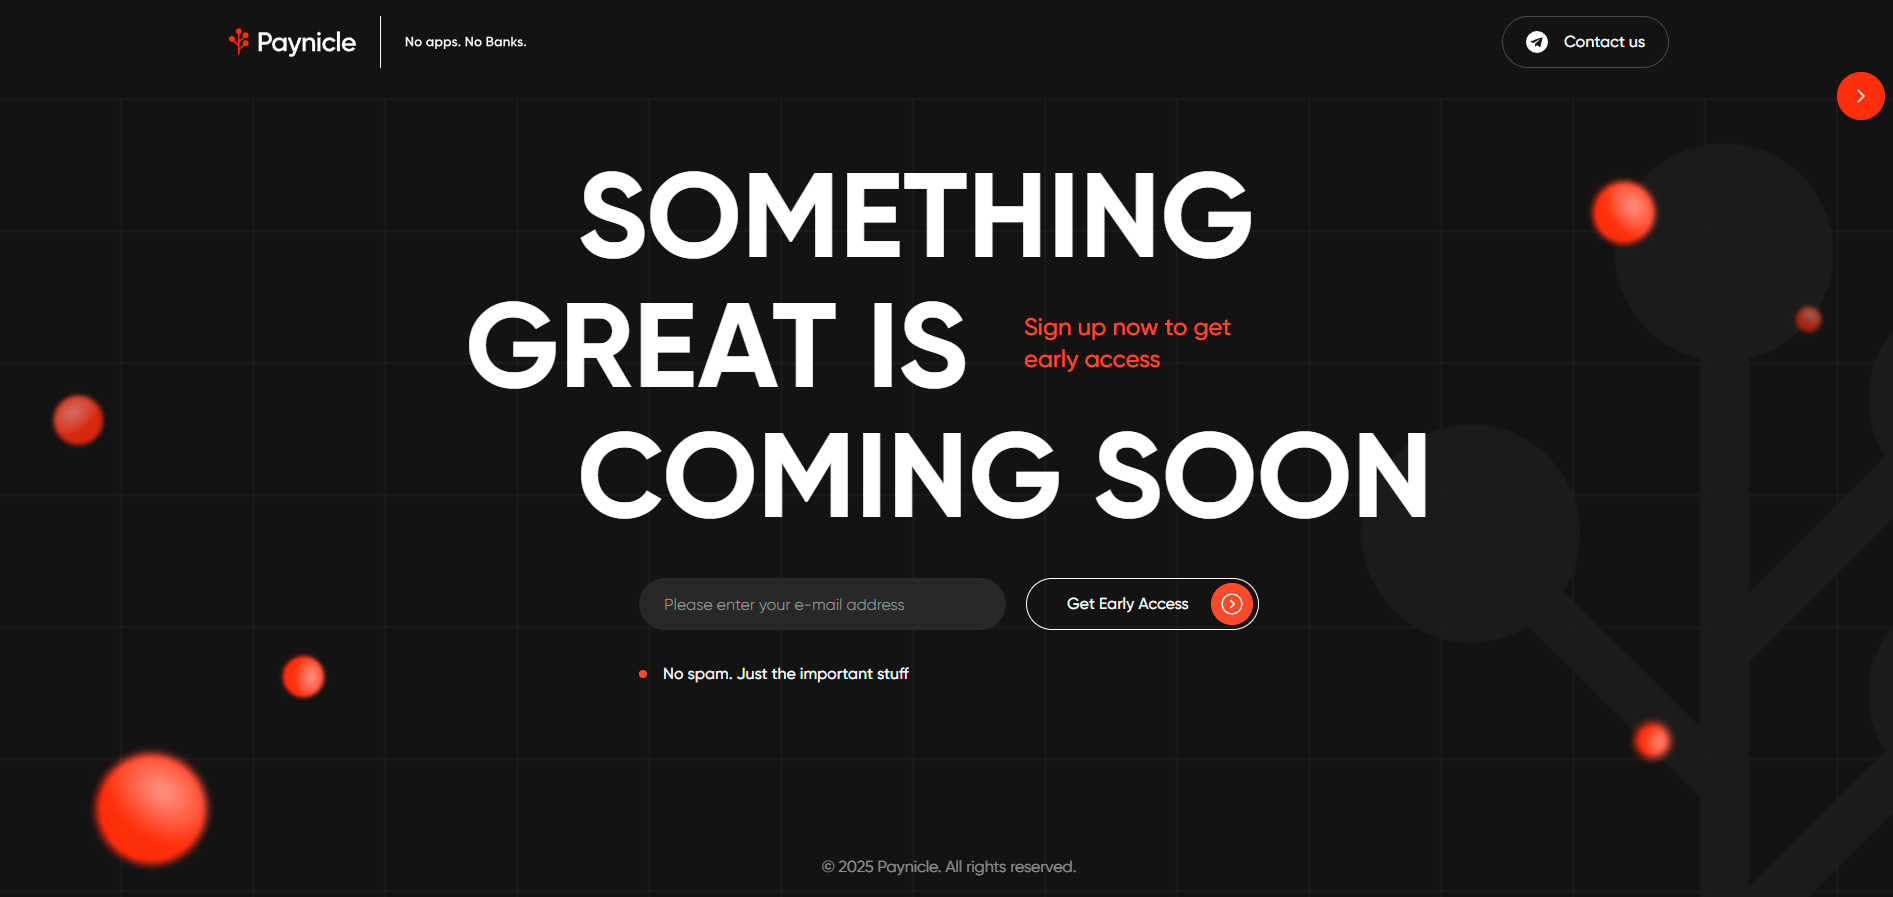 Paynicle
No apps. No Banks.
Contact us
SOMETHING
GREAT IS
Sign up now to get
early access
COMING SOON
Please enter your e-mail address
Get Early Access
No spam. Just the important stuff
© 2025 Paynicle. All rights reserved.